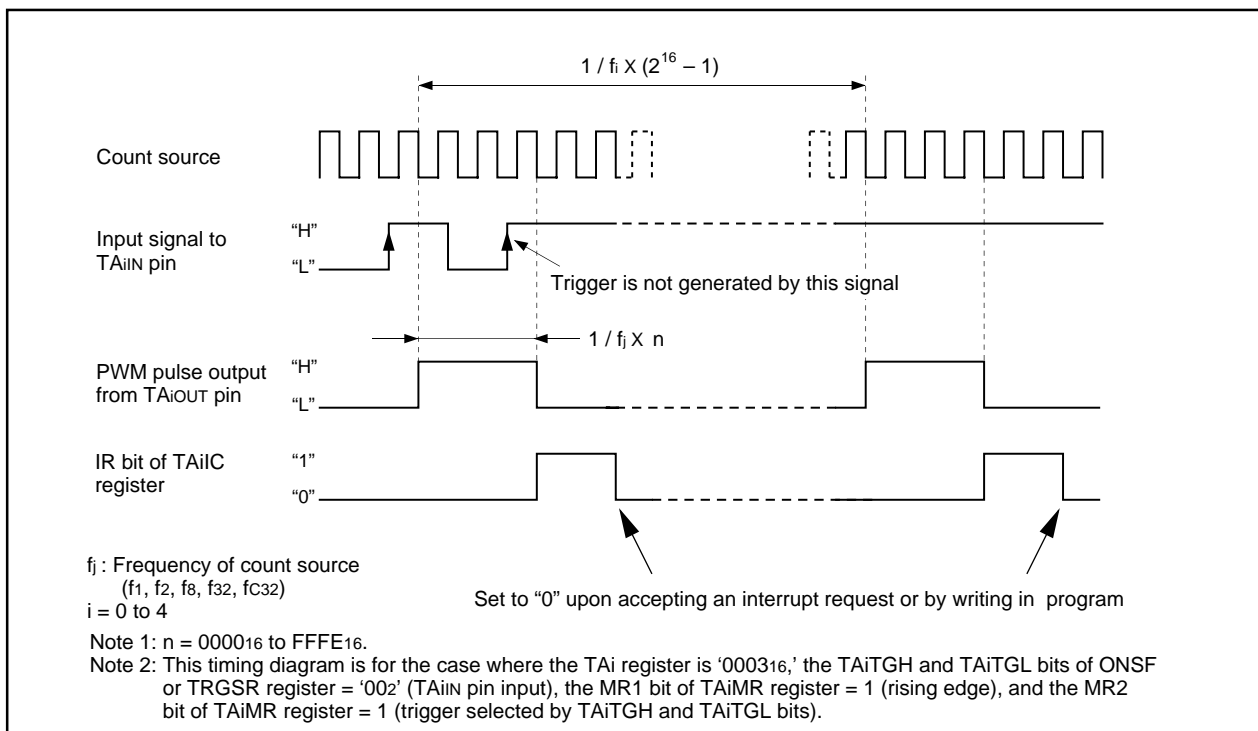 1 / fi X (2^16 – 1)
Count source
Input signal to
TAiIN pin
“H”
“L”
Trigger is not generated by this signal
1 / fj X n
PWM pulse output
from TAiOUT pin
“H”
“L”
IR bit of TAiIC
register
“1”
“0”
fj : Frequency of count source
(f1, f2, f8, f32, fC32)
i = 0 to 4
Set to “0” upon accepting an interrupt request or by writing in program
Note 1: n = 000016 to FFFE16.
Note 2: This timing diagram is for the case where the TAi register is ‘000316,’ the TAiTGH and TAiTGL bits of ONSF
or TRGSR register = ‘002’ (TAiIN pin input), the MR1 bit of TAiMR register = 1 (rising edge), and the MR2
bit of TAiMR register = 1 (trigger selected by TAiTGH and TAiTGL bits).